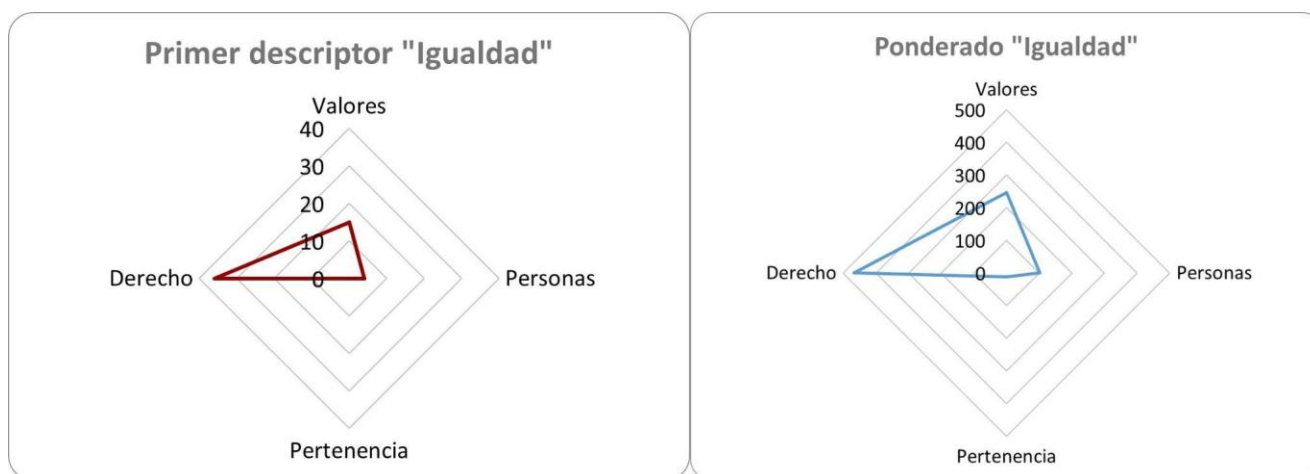 Primer descriptor "Igualdad"
Valores
40
30
20
10
0
Derecho
Personas
Pertenencia
Ponderado "Igualdad"
Valores
500
400
300
200
100
0
Derecho
Personas
Pertenencia